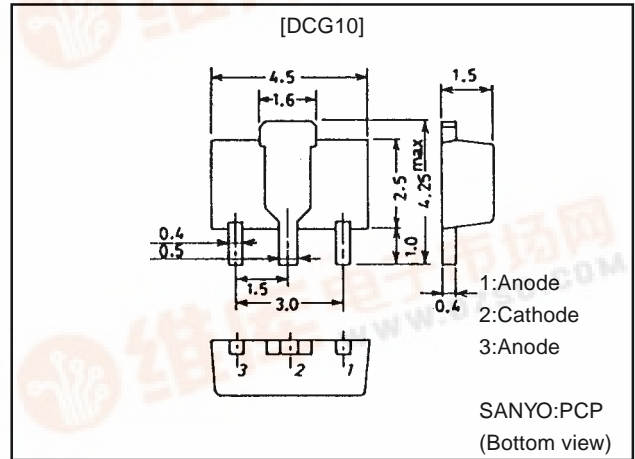 [DCG10]
4.5
1.6
1.5
2.5
4.25max
1.0
0.4
0.5
1.5
3.0
0.4
1:Anode
2:Cathode
3:Anode
3 2 1
SANYO:PCP
(Bottom view)